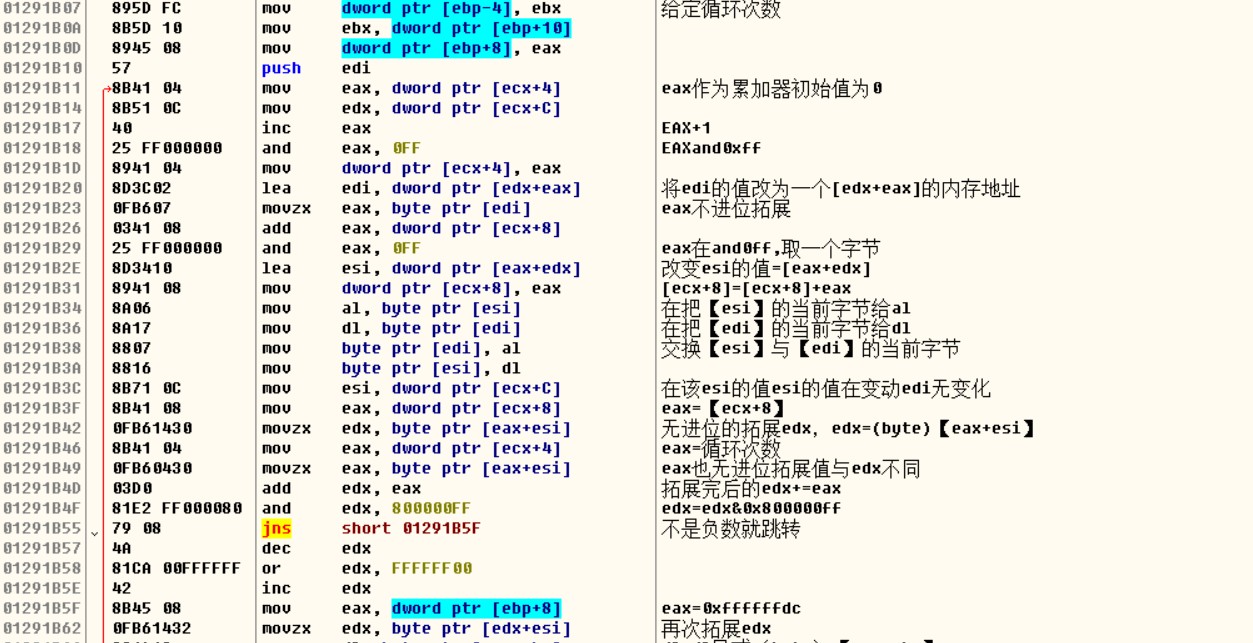 01291B07 895D FC mov dword ptr [ebp-4], ebx 给定循环次数
01291B0A 8B5D 10 mov ebx, dword ptr [ebp+10]
01291B0D 8945 08 mov dword ptr [ebp+8], eax
01291B10 57 push edi
01291B11 8B41 04 mov eax, dword ptr [ecx+4] eax作为累加器初始值为0
01291B14 8B51 0C mov edx, dword ptr [ecx+C]
01291B17 40 inc eax EAX+1
01291B18 25 FF000000 and eax, 0FF EAXand0xff
01291B1D 8941 04 mov dword ptr [ecx+4], eax
01291B20 8D3C02 lea edi, dword ptr [edx+eax] 将edi的值改为一个[edx+eax]的内存地址
01291B23 0FB607 movzx eax, byte ptr [edi] eax不进位拓展
01291B26 0341 08 add eax, dword ptr [ecx+8]
01291B29 25 FF000000 and eax, 0FF eax在and0ff,取一个字节
01291B2E 8D3410 lea esi, dword ptr [eax+edx] 改变esi的值=[eax+edx]
01291B31 8941 08 mov dword ptr [ecx+8], eax [ecx+8]=[ecx+8]+eax
01291B34 8A06 mov al, byte ptr [esi] 在把【esi】的当前字节给al
01291B36 8A17 mov dl, byte ptr [edi] 在把【edi】的当前字节给dl
01291B38 8807 mov byte ptr [edi], al 交换【esi】与【edi】的当前字节
01291B3A 8816 mov byte ptr [esi], dl
01291B3C 8B71 0C mov esi, dword ptr [ecx+C] 在该esi的值esi的值在变动edi无变化
01291B3F 8B41 08 mov eax, dword ptr [ecx+8] eax=【ecx+8】
01291B42 0FB61430 movzx edx, byte ptr [eax+esi] 无进位的拓展edx, edx=(byte)【eax+esi】
01291B46 8B41 04 mov eax, dword ptr [ecx+4] eax=循环次数
01291B49 0FB60430 movzx eax, byte ptr [eax+esi] eax也无进位拓展值与edx不同
01291B4D 03D0 add edx, eax 拓展完后的edx+=eax
01291B4F 81E2 FF000080 and edx, 800000FF edx=edx&0x800000ff
01291B55 79 08 jns short 01291B5F 不是负数就跳转
01291B57 4A dec edx
01291B58 81CA 00FFFFFF or edx, FFFFFF00
01291B5E 42 inc edx
01291B5F 8B45 08 mov eax, dword ptr [ebp+8] eax=0xffffffdc
01291B62 0FB61432 movzx edx, byte ptr [edx+esi] 再次拓展edx